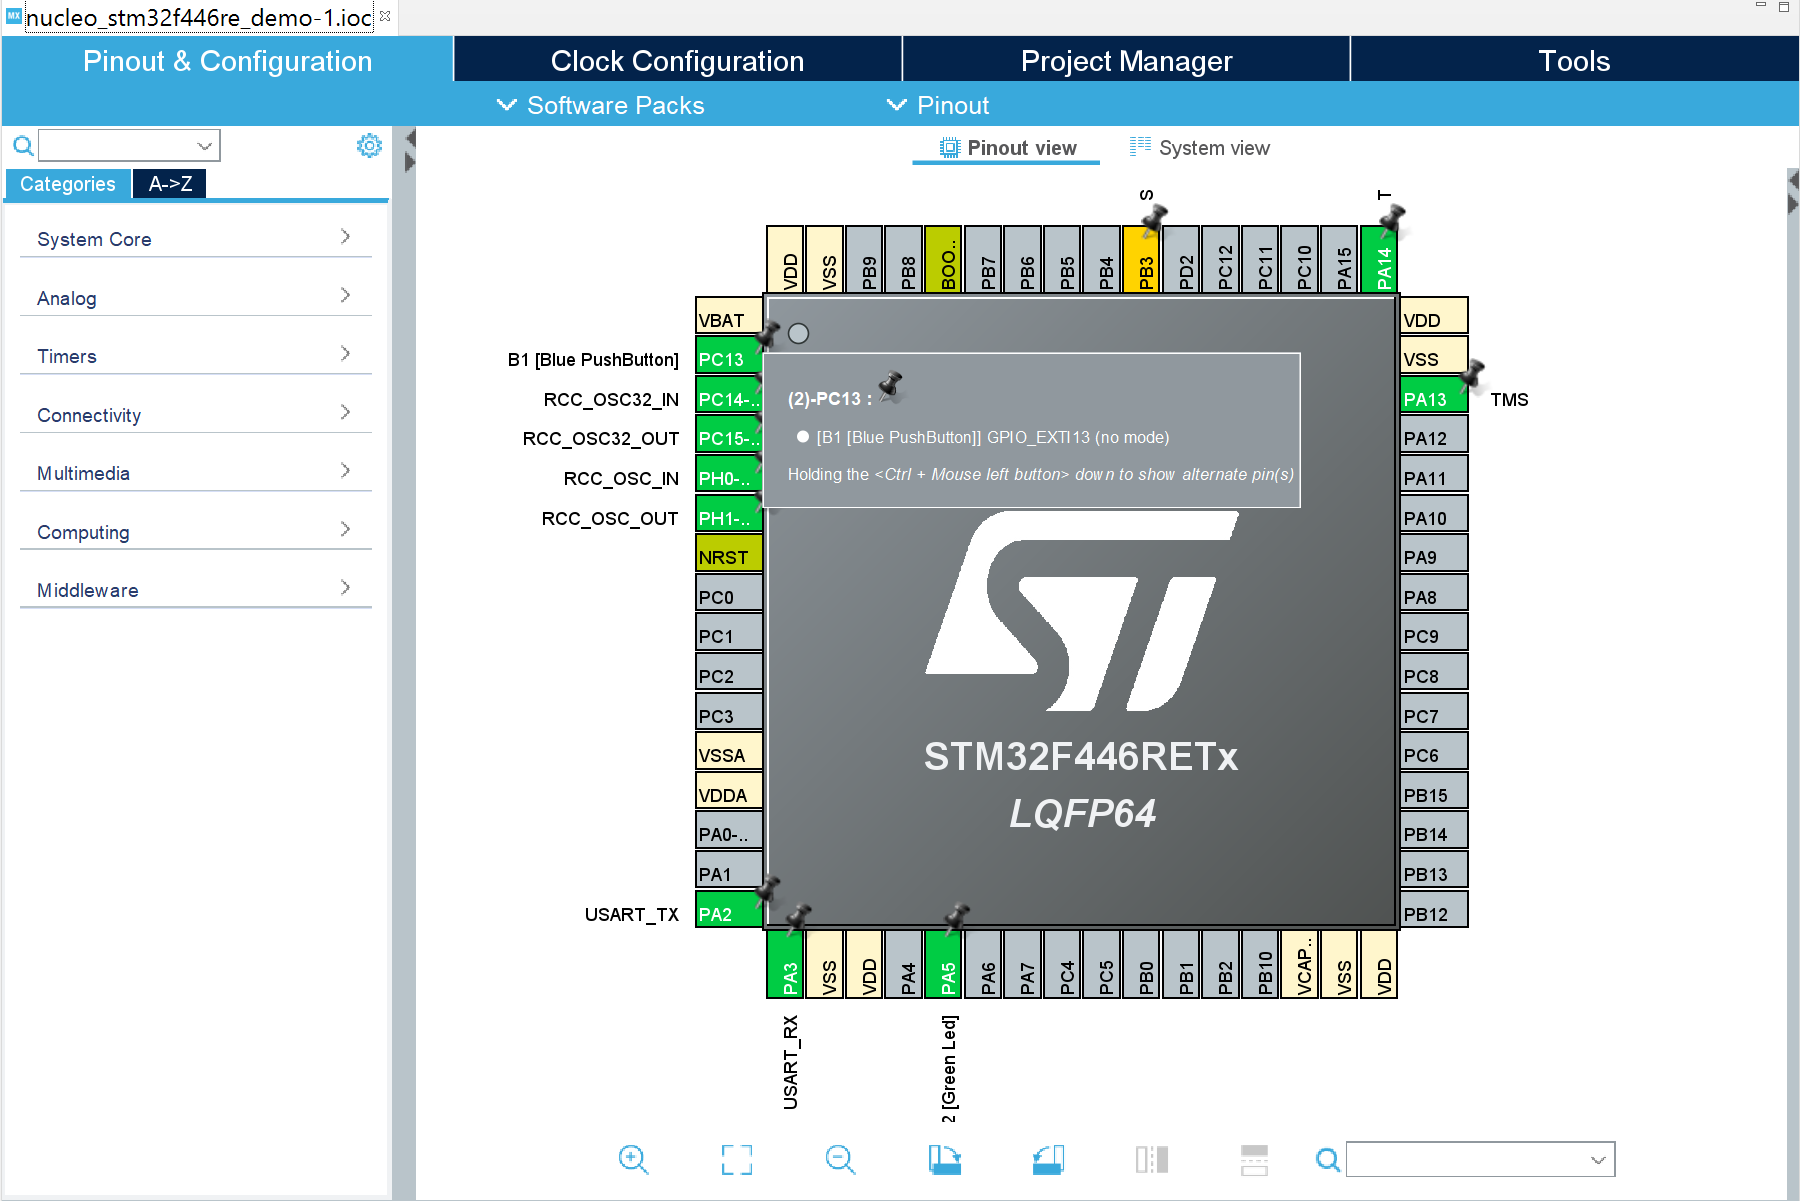 MX nucleo_stm32f446re_demo-1.ioc
Pinout & Configuration
Clock Configuration
Project Manager
Tools
Software Packs
Pinout
Pinout view
System view
Categories
A->Z
System Core
Analog
Timers
Connectivity
Multimedia
Computing
Middleware
S
T
VDD
VSS
PB9
PB8
BOO..
PB7
PB6
PB5
PB4
PB3
PD2
PC12
PC11
PC10
PA15
PA14
VBAT
B1 [Blue PushButton] PC13
RCC_OSC32_IN PC14-..
RCC_OSC32_OUT PC15-..
RCC_OSC_IN PH0-..
RCC_OSC_OUT PH1-..
NRST
PC0
PC1
PC2
PC3
VSSA
VDDA
PA0-..
PA1
USART_TX PA2
(2)-PC13 :
[B1 [Blue PushButton]] GPIO_EXTI13 (no mode)
Holding the <Ctrl + Mouse left button> down to show alternate pin(s)
ST
STM32F446RETx
LQFP64
VDD
VSS
PA13 TMS
PA12
PA11
PA10
PA9
PA8
PC9
PC8
PC7
PC6
PB15
PB14
PB13
PB12
PA3
VSS
VDD
PA4
PA5
PA6
PA7
PC4
PC5
PB0
PB1
PB2
PB10
VCAP..
VSS
VDD
USART_RX
2 [Green Led]